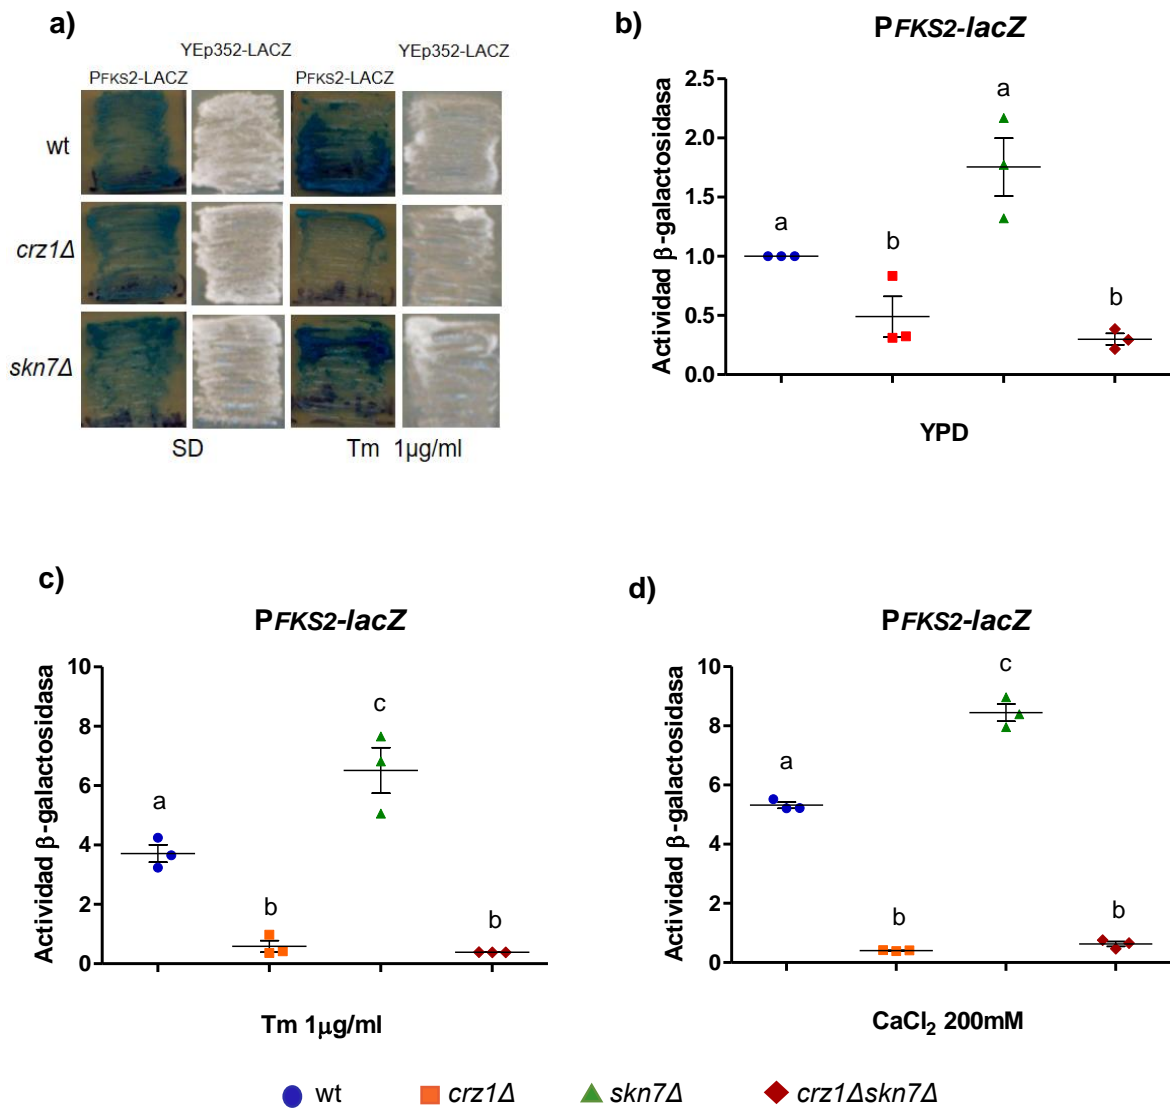 a)
YEp352-LACZ
YEp352-LACZ
PFKS2-LACZ
PFKS2-LACZ
wt
crz1Δ
skn7Δ
SD
Tm 1µg/ml
b)
PFKS2-lacZ
Actividad β-galactosidasa
2.5
2.0
1.5
1.0
0.5
0.0
a
b
a
b
YPD
c)
PFKS2-lacZ
Actividad β-galactosidasa
10
8
6
4
2
0
a
b
c
b
Tm 1µg/ml
d)
PFKS2-lacZ
Actividad β-galactosidasa
10
8
6
4
2
0
a
b
c
b
CaCl₂ 200mM
wt
crz1Δ
skn7Δ
crz1Δskn7Δ